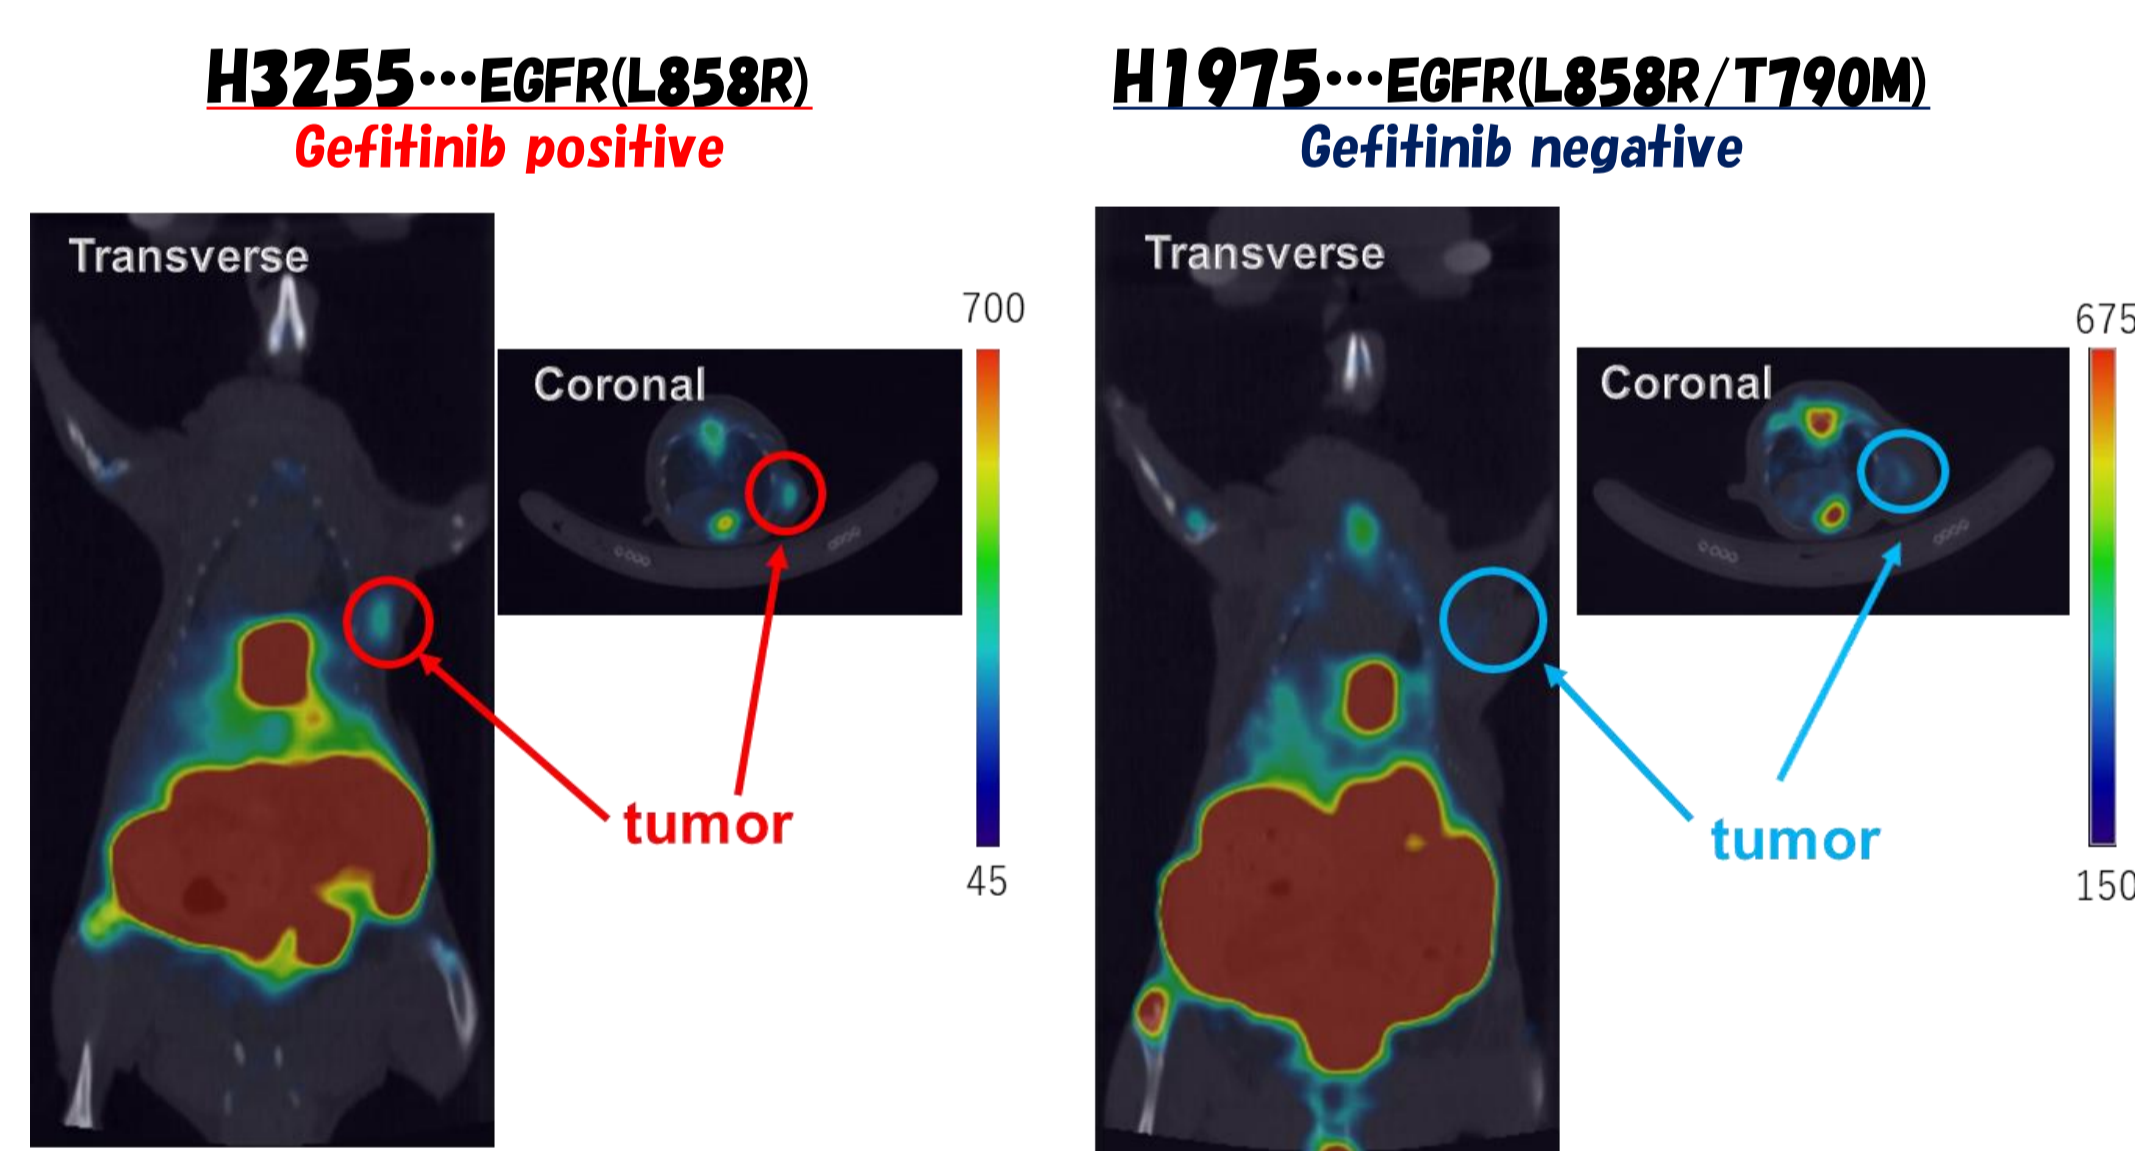 H3255…EGFR(L858R)
Gefitinib positive
Transverse
Coronal
700
45
tumor
H1975…EGFR(L858R/T790M)
Gefitinib negative
Transverse
Coronal
675
150
tumor